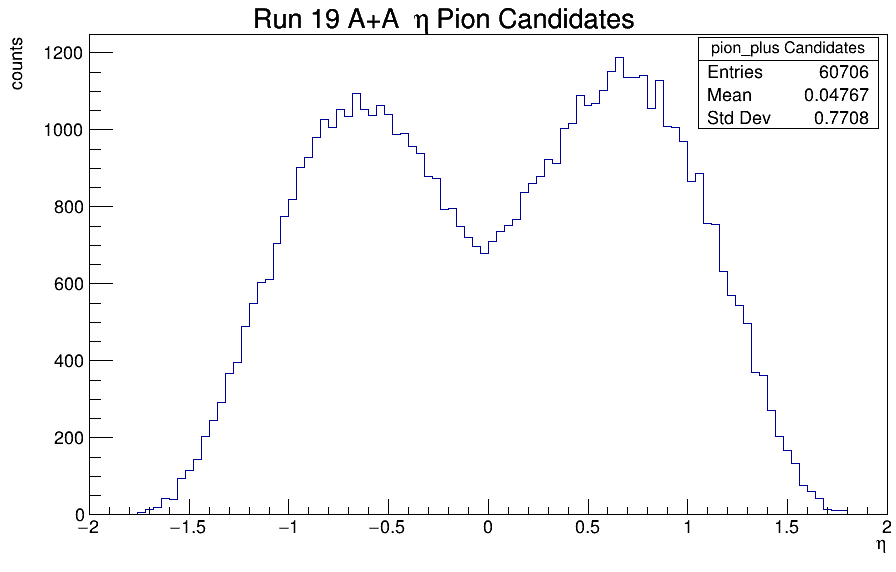 Run 19 A+A η Pion Candidates
counts
pion_plus Candidates
Entries 60706
Mean 0.04767
Std Dev 0.7708
1200
1000
800
600
400
200
0
−2 −1.5 −1 −0.5 0 0.5 1 1.5 2
η